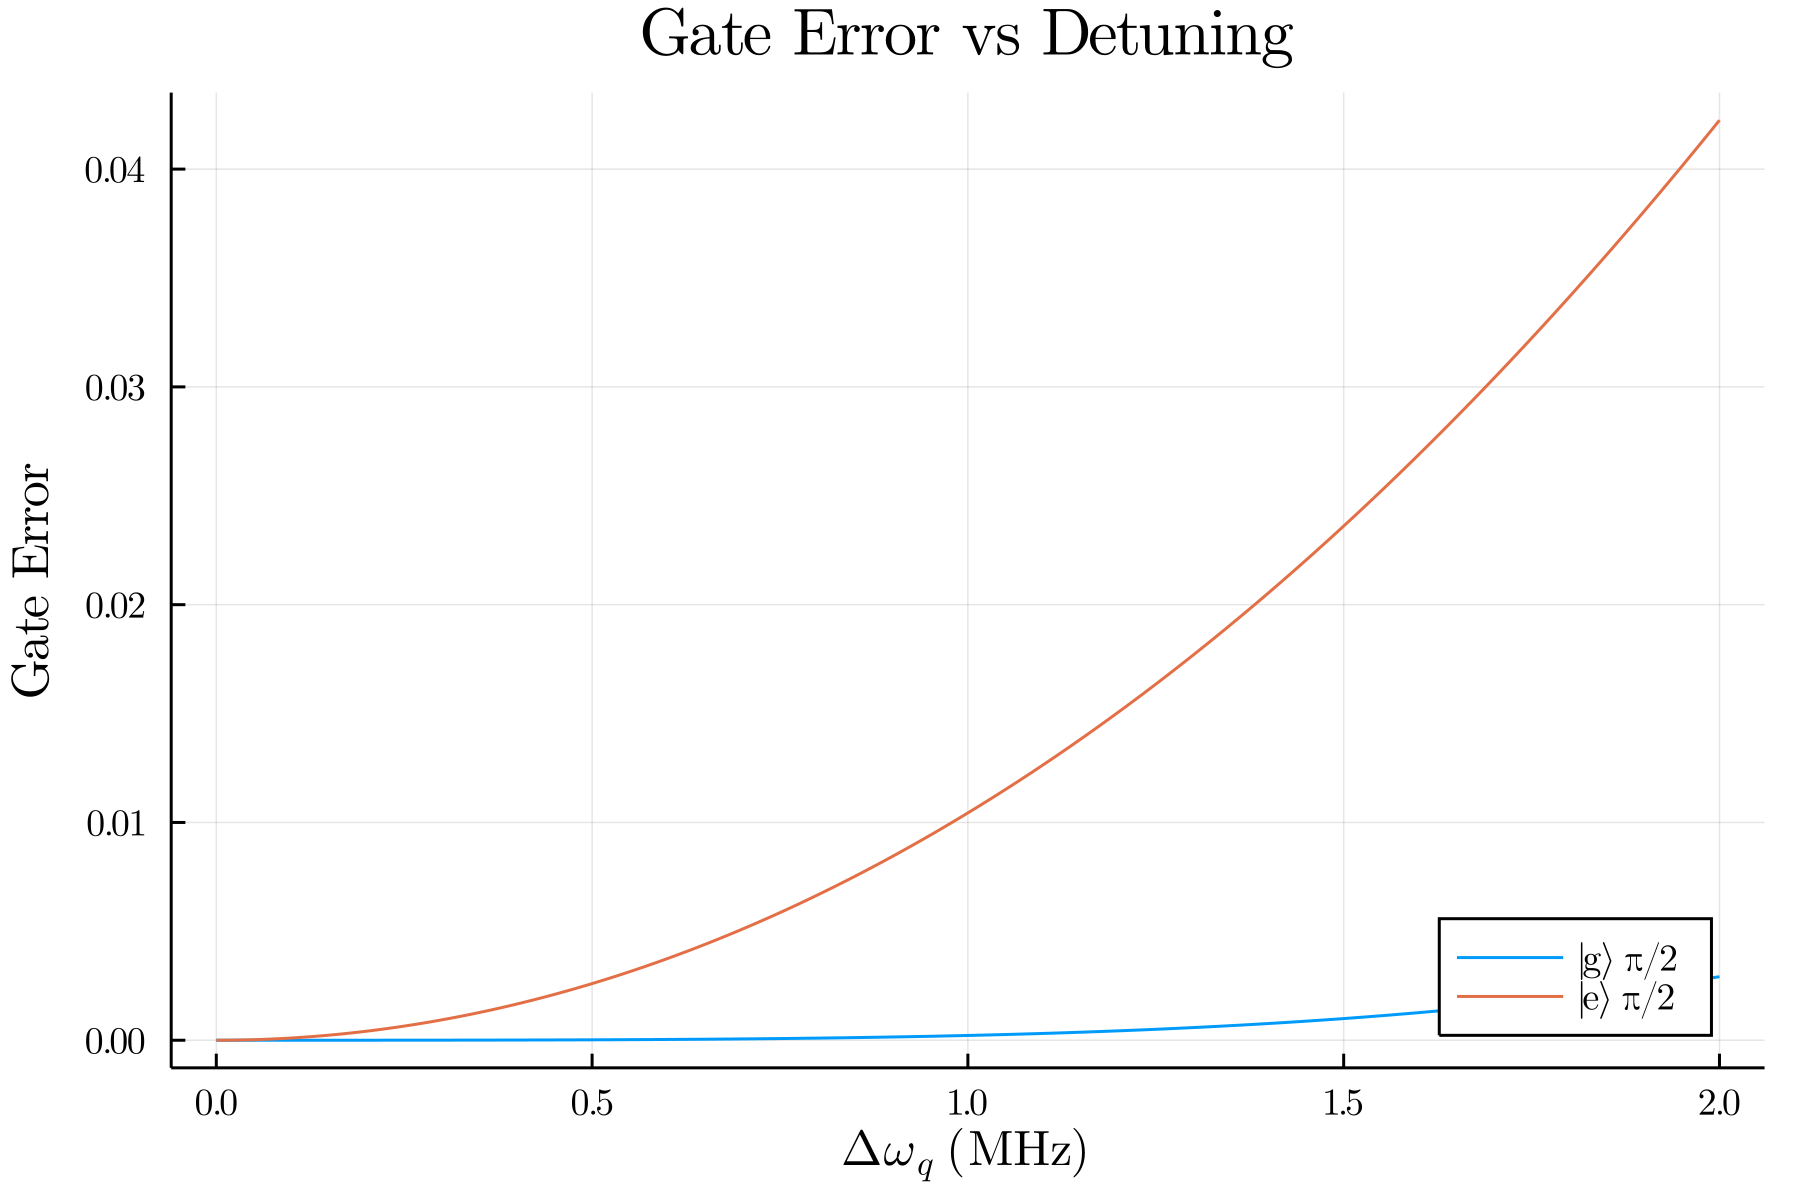 Gate Error vs Detuning
Gate Error
0.04
0.03
0.02
0.01
0.00
|g⟩ π/2
|e⟩ π/2
0.0 0.5 1.0 1.5 2.0
Δω_q (MHz)